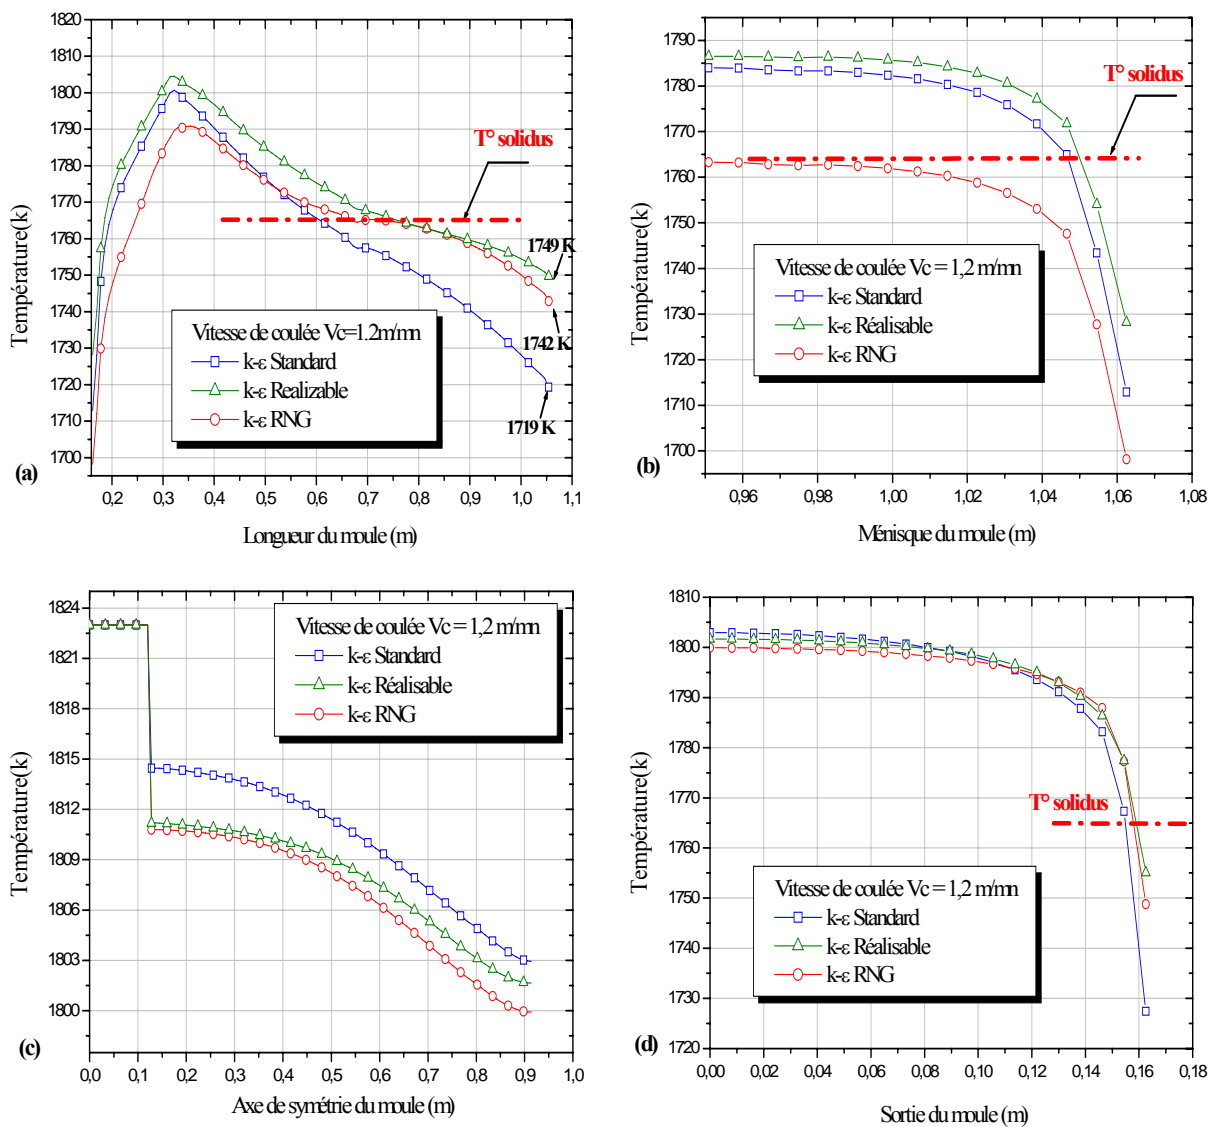 1820
1810
1800
1790
1780
1770
1760
1750
1740
1730
1720
1710
1700
Température(k)
T° solidus
1749 K
1742 K
1719 K
Vitesse de coulée Vc=1.2m/mn
k-ε Standard
k-ε Realizable
k-ε RNG
(a)
0,2 0,3 0,4 0,5 0,6 0,7 0,8 0,9 1,0 1,1
Longueur du moule (m)
1790
1780
1770
1760
1750
1740
1730
1720
1710
1700
Température(k)
T° solidus
Vitesse de coulée Vc = 1,2 m/mn
k-ε Standard
k-ε Réalisable
k-ε RNG
(b)
0,96 0,98 1,00 1,02 1,04 1,06 1,08
Ménisque du moule (m)
1824
1821
1818
1815
1812
1809
1806
1803
1800
Température(k)
Vitesse de coulée Vc = 1,2 m/mn
k-ε Standard
k-ε Réalisable
k-ε RNG
(c)
0,0 0,1 0,2 0,3 0,4 0,5 0,6 0,7 0,8 0,9 1,0
Axe de symétrie du moule (m)
1810
1800
1790
1780
1770
1760
1750
1740
1730
1720
Température(k)
T° solidus
Vitesse de coulée Vc = 1,2 m/mn
k-ε Standard
k-ε Réalisable
k-ε RNG
(d)
0,00 0,02 0,04 0,06 0,08 0,10 0,12 0,14 0,16 0,18
Sortie du moule (m)